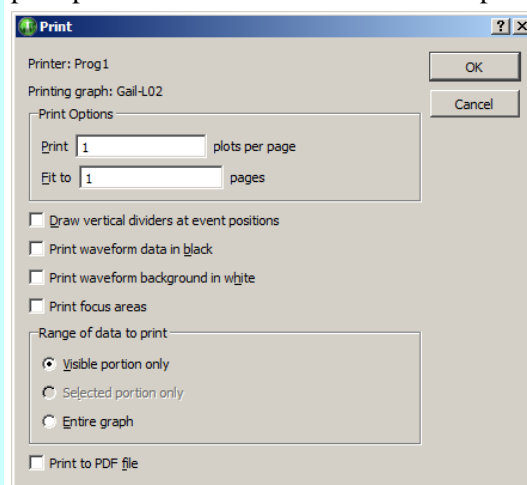 Print
Printer: Prog1
OK
Printing graph: Gail-L02
Cancel
Print Options
Print 1 plots per page
Fit to 1 pages
Draw vertical dividers at event positions
Print waveform data in black
Print waveform background in white
Print focus areas
Range of data to print
Visible portion only
Selected portion only
Entire graph
Print to PDF file